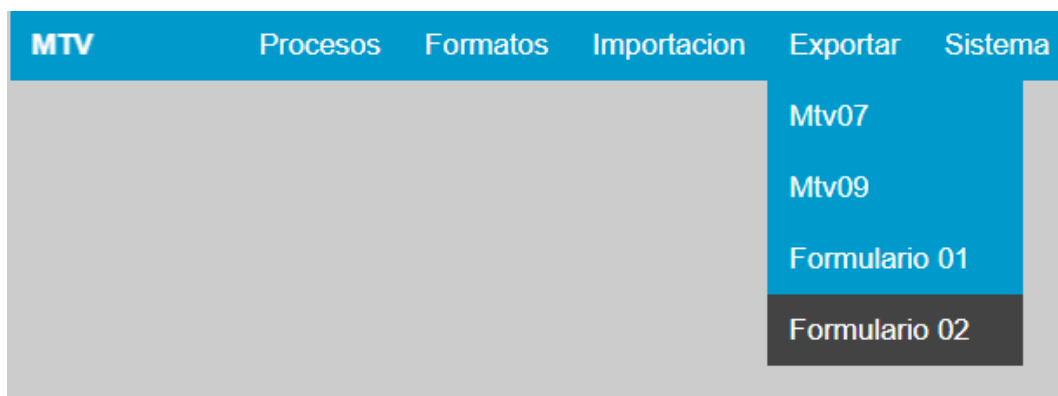 MTV Procesos Formatos Importacion Exportar Sistema
Mtv07
Mtv09
Formulario 01
Formulario 02